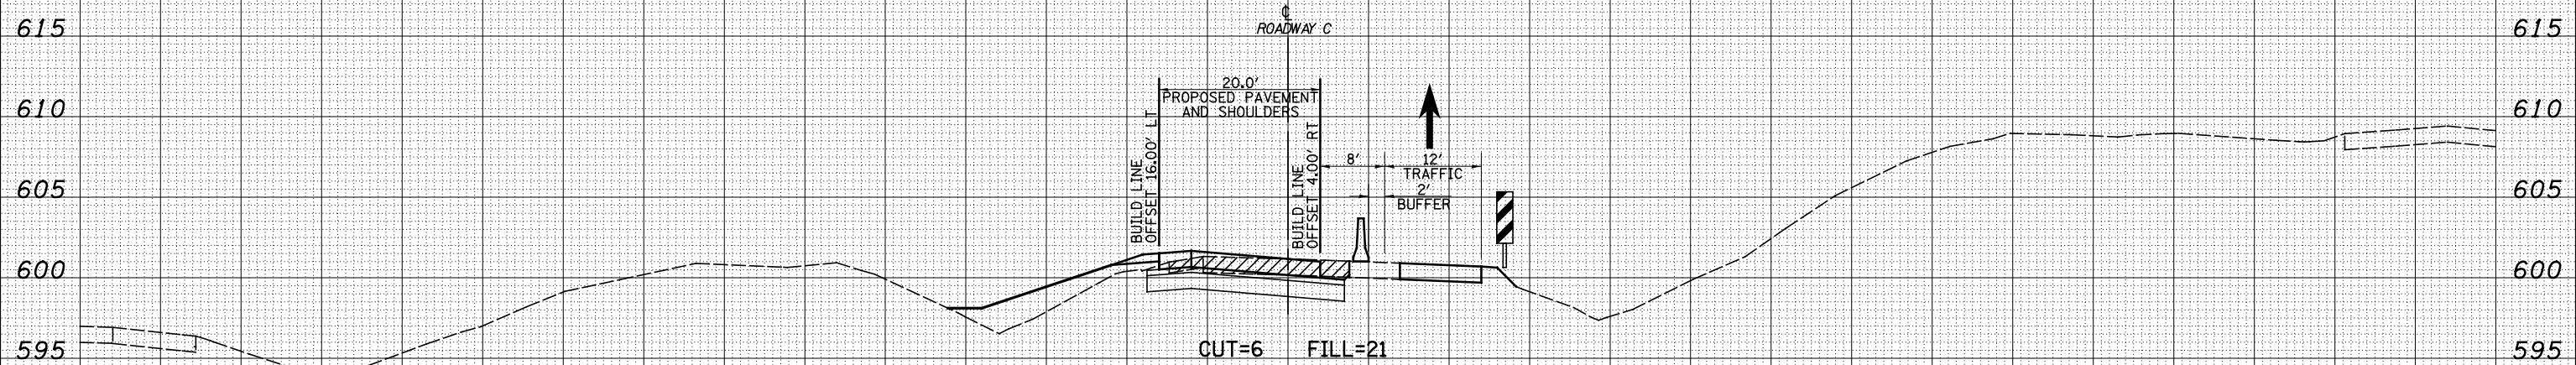 ℄
ROADWAY C
615
615
20.0'
PROPOSED PAVEMENT
AND SHOULDERS
610
610
BUILD LINE
OFFSET 16.00' LT
BUILD LINE
OFFSET 4.00' RT
8'
12'
TRAFFIC
2'
BUFFER
605
605
600
600
595
CUT=6 FILL=21
595